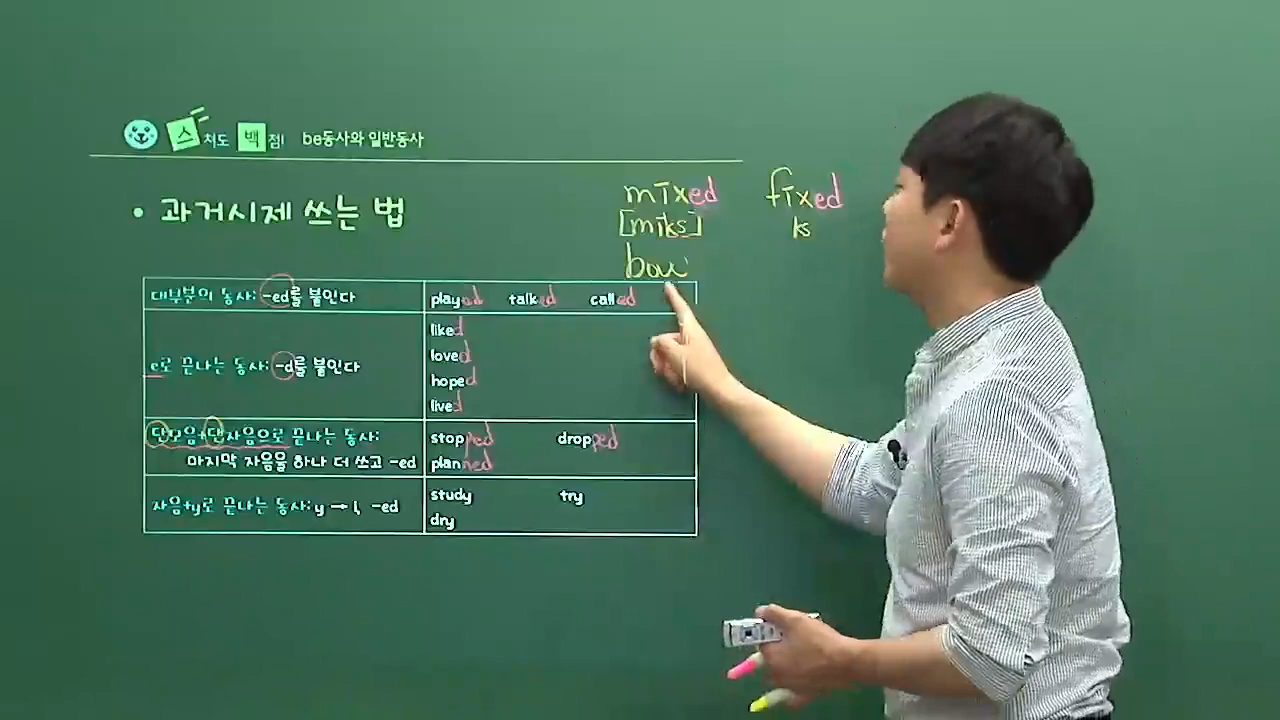 스쳐도 백점! be동사와 일반동사
• 과거시제 쓰는 법
mixed fixed
[miks] ks
bow
대부분의 동사: -ed를 붙인다 played talked called
e로 끝나는 동사: -d를 붙인다
liked
loved
hoped
lived
단모음+단자음으로 끝나는 동사:
마지막 자음을 하나 더 쓰고 -ed
stopped dropped
planned
자음+y로 끝나는 동사: y → i, -ed
study try
dry